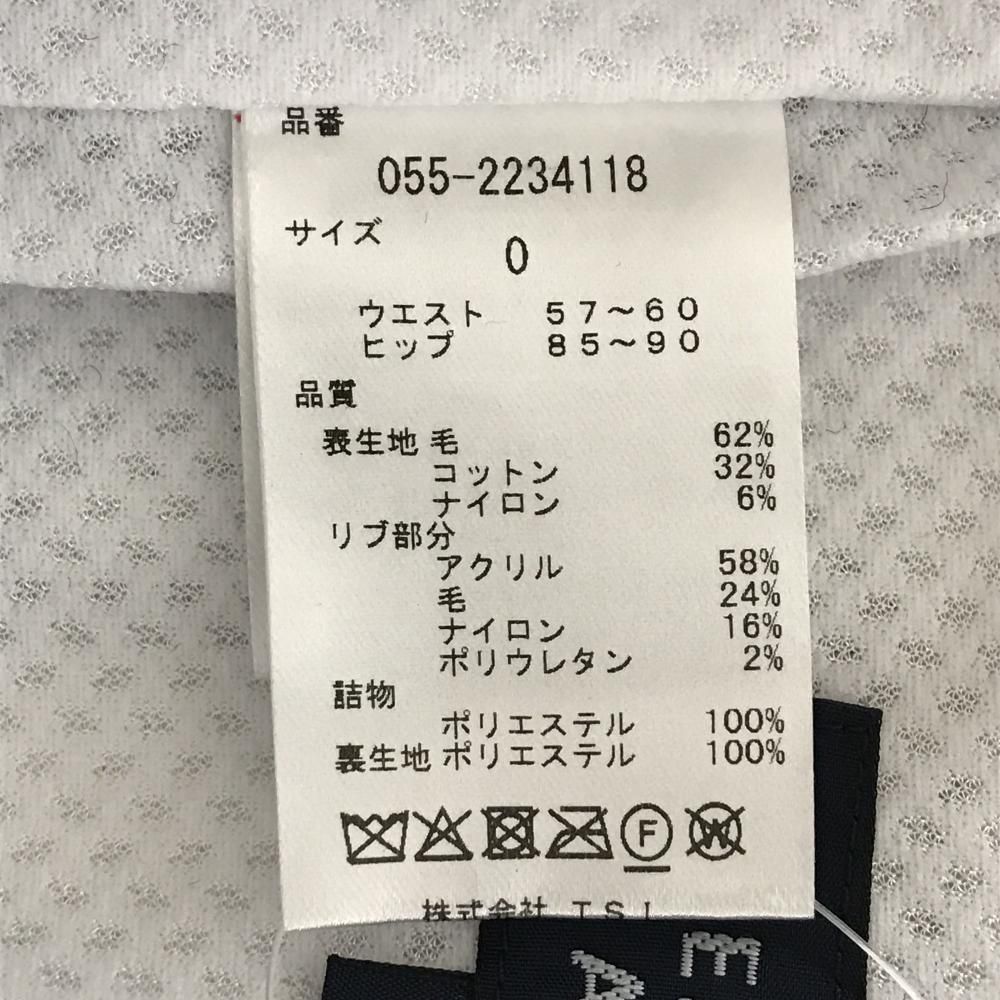 品番
055-2234118
サイズ
0
ウエスト 57~60
ヒップ 85~90
品質
表生地 毛 62%
コットン 32%
ナイロン 6%
リブ部分
アクリル 58%
毛 24%
ナイロン 16%
ポリウレタン 2%
詰物
ポリエステル 100%
裏生地 ポリエステル 100%
F W
株式会社 TSI